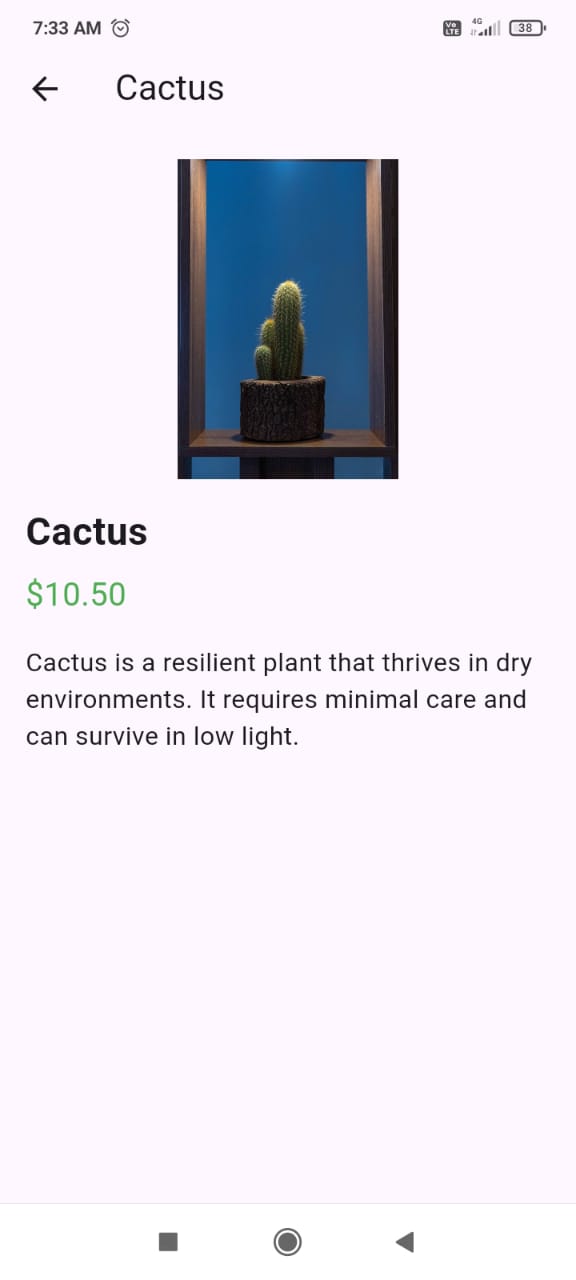 7:33 AM
Vo LTE 4G 38
Cactus
Cactus
$10.50
Cactus is a resilient plant that thrives in dry
environments. It requires minimal care and
can survive in low light.